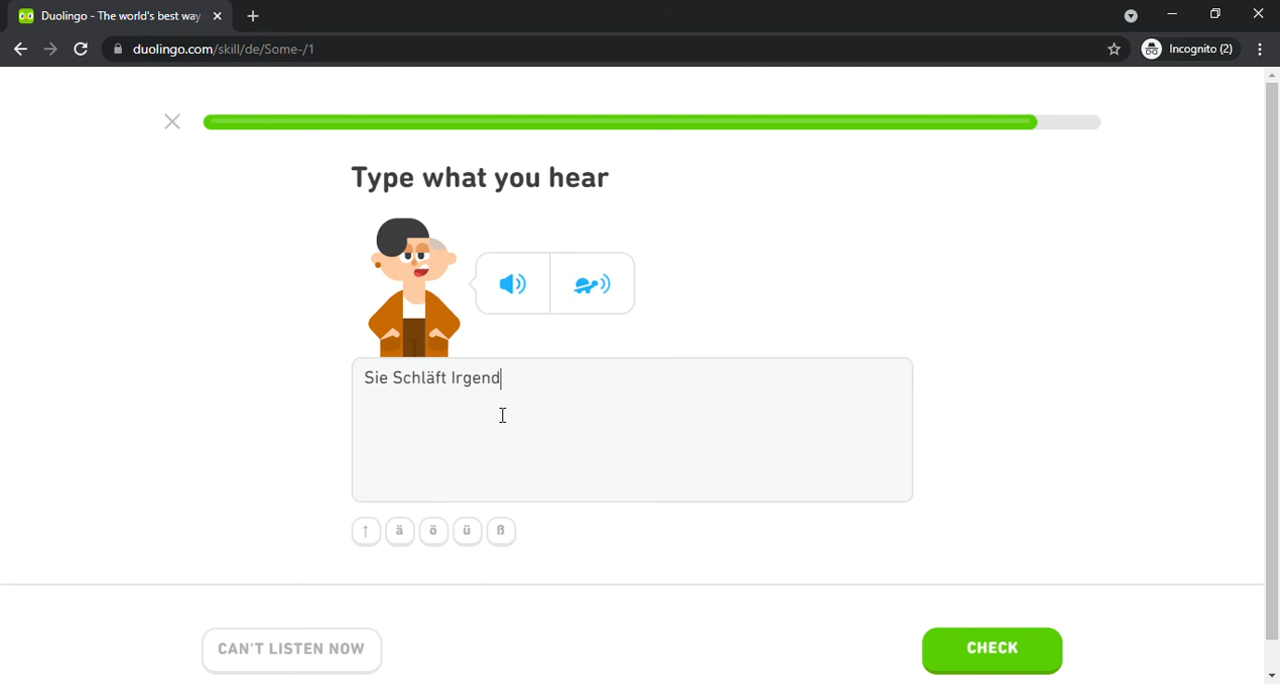 Duolingo - The world's best way
duolingo.com/skill/de/Some-/1
Incognito (2)
Type what you hear
Sie Schläft Irgend
↑ ä ö ü ß
CAN'T LISTEN NOW
CHECK